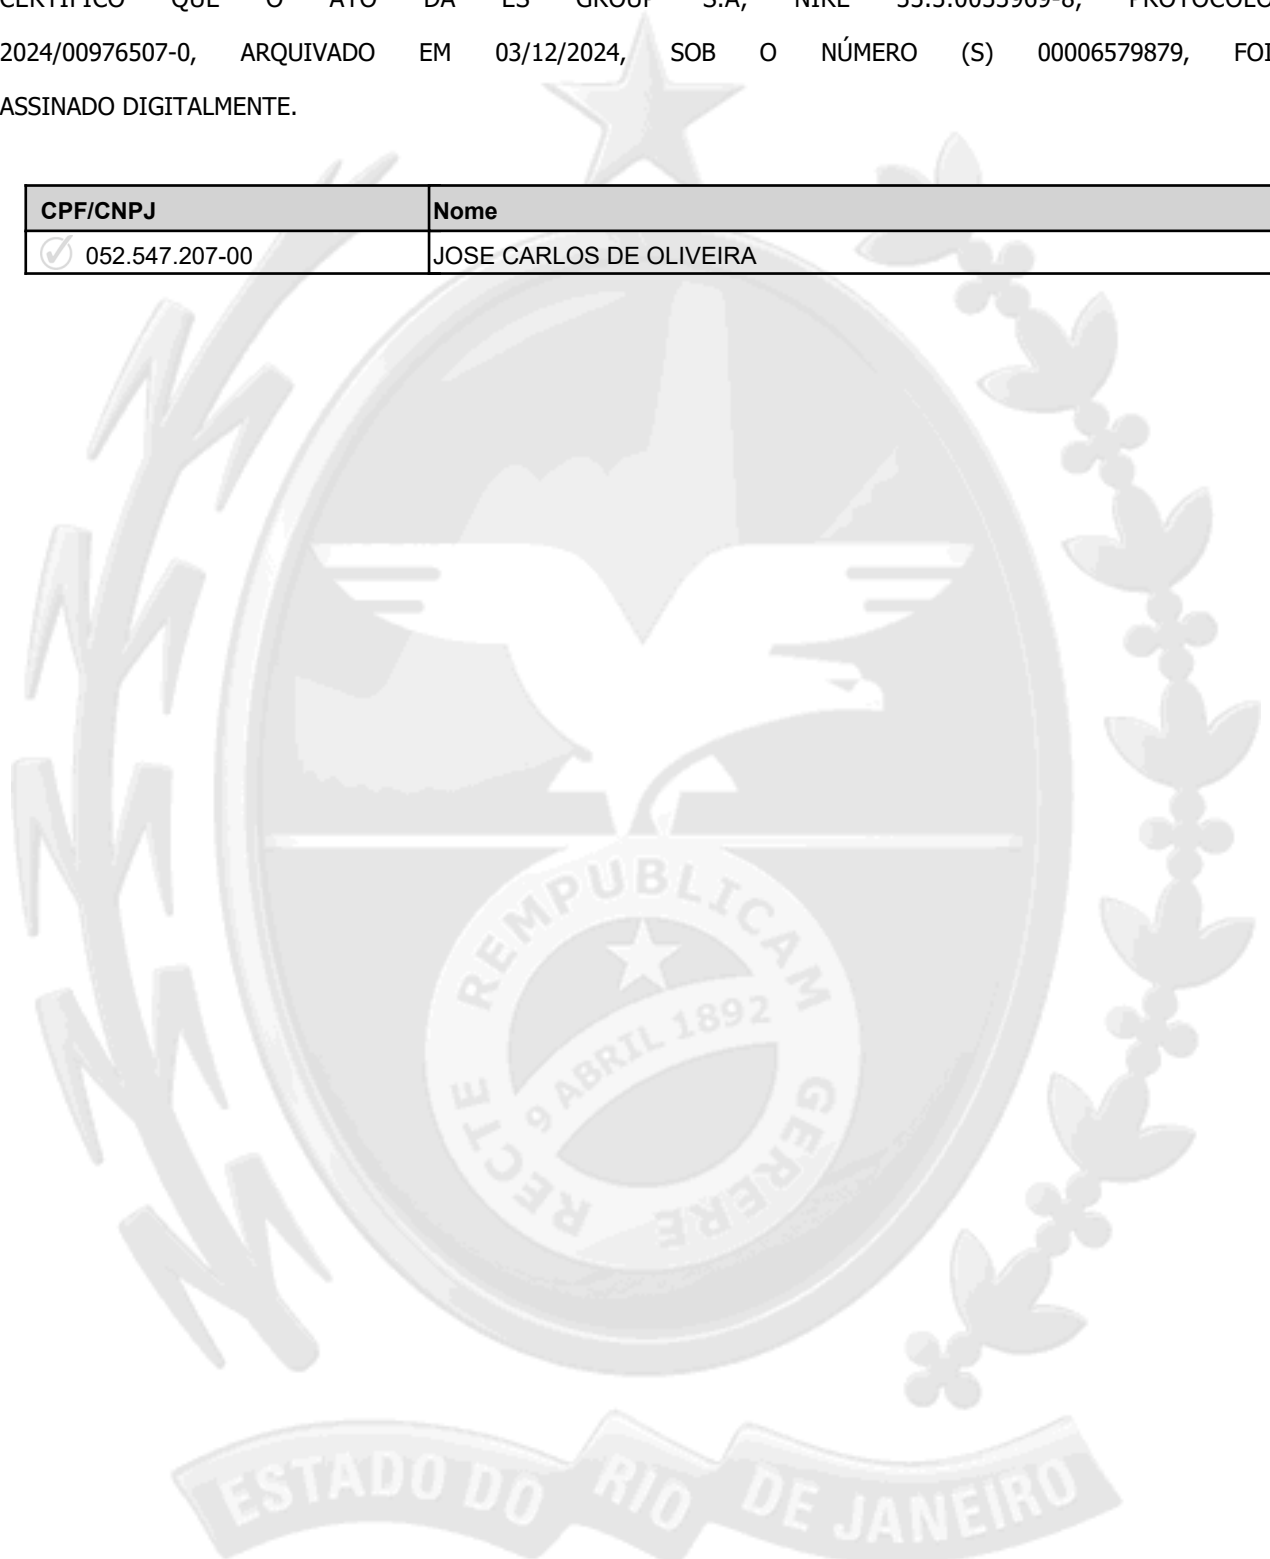 CERTIFICO QUE O ATO DA ES GROUP S.A, NIRE PROTOCOLO
2024/00976507-0, ARQUIVADO EM 03/12/2024, SOB O NÚMERO (S) 00006579879, FOI
ASSINADO DIGITALMENTE.
CPF/CNPJ Nome
052.547.207-00 JOSE CARLOS DE OLIVEIRA
REMPUBLICAM
9 ABRIL 1892
RECTE GERERE
ESTADO DO RIO DE JANEIRO